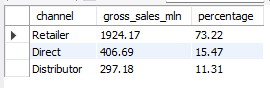 channel gross_sales_mln percentage
Retailer 1924.17 73.22
Direct 406.69 15.47
Distributor 297.18 11.31